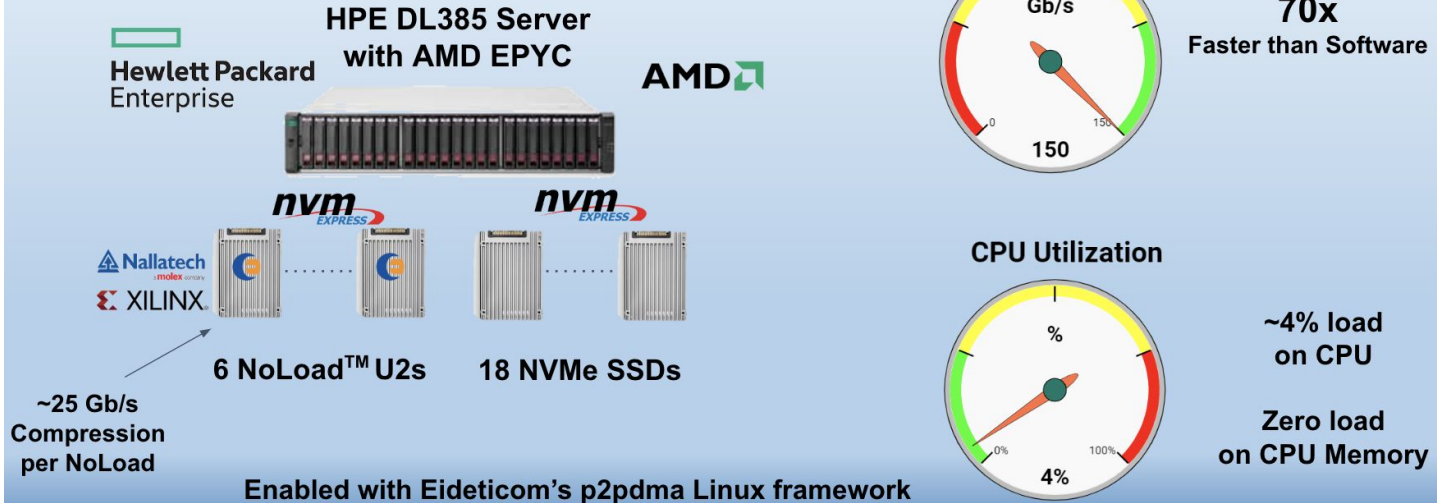 HPE DL385 Server
with AMD EPYC
Hewlett Packard
Enterprise
AMD
nvm
EXPRESS
nvm
EXPRESS
Nallatech
a molex company
XILINX
6 NoLoad™ U2s
18 NVMe SSDs
~25 Gb/s
Compression
per NoLoad
Enabled with Eideticom's p2pdma Linux framework
Gb/s
0
150
150
70x
Faster than Software
CPU Utilization
%
0%
100%
4%
~4% load
on CPU
Zero load
on CPU Memory